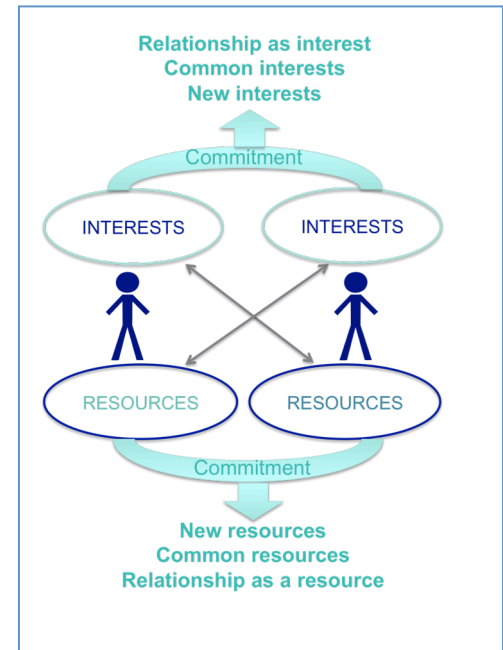 Relationship as interest
Common interests
New interests
Commitment
INTERESTS
INTERESTS
RESOURCES
RESOURCES
Commitment
New resources
Common resources
Relationship as a resource